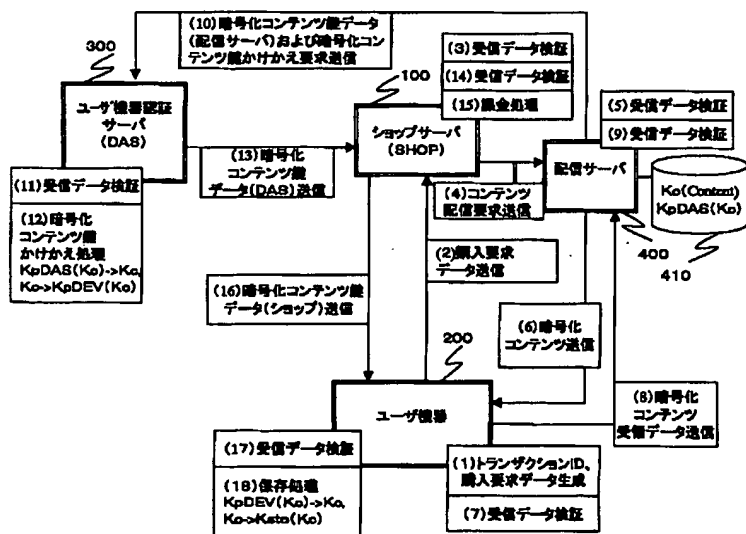 (10)暗号化コンテンツ鍵データ
(配信サーバ)および暗号化コン
テンツ鍵かけかえ要求送信
300
ユーザ機器認証
サーバ
(DAS)
(11)受信データ検証
(12)暗号化
コンテンツ鍵
かけかえ処理
KpDAS(Kc)->Kc,
Kc->KpDEV(Kc)
(13)暗号化
コンテンツ鍵
データ(DAS)送信
100
ショップサーバ
(SHOP)
(3)受信データ検証
(14)受信データ検証
(15)課金処理
(4)コンテンツ
配信要求送信
(5)受信データ検証
(9)受信データ検証
配信サーバ
400
Kc(Content)
KpDAS(Kc)
410
(2)購入要求
データ送信
(16)暗号化コンテンツ鍵
データ(ショップ)送信
(6)暗号化
コンテンツ送信
(8)暗号化
コンテンツ
受領データ送信
200
ユーザ機器
(17)受信データ検証
(18)保存処理
KpDEV(Kc)->Kc,
Kc->Ksto(Kc)
(1)トランザクションID、
購入要求データ生成
(7)受信データ検証